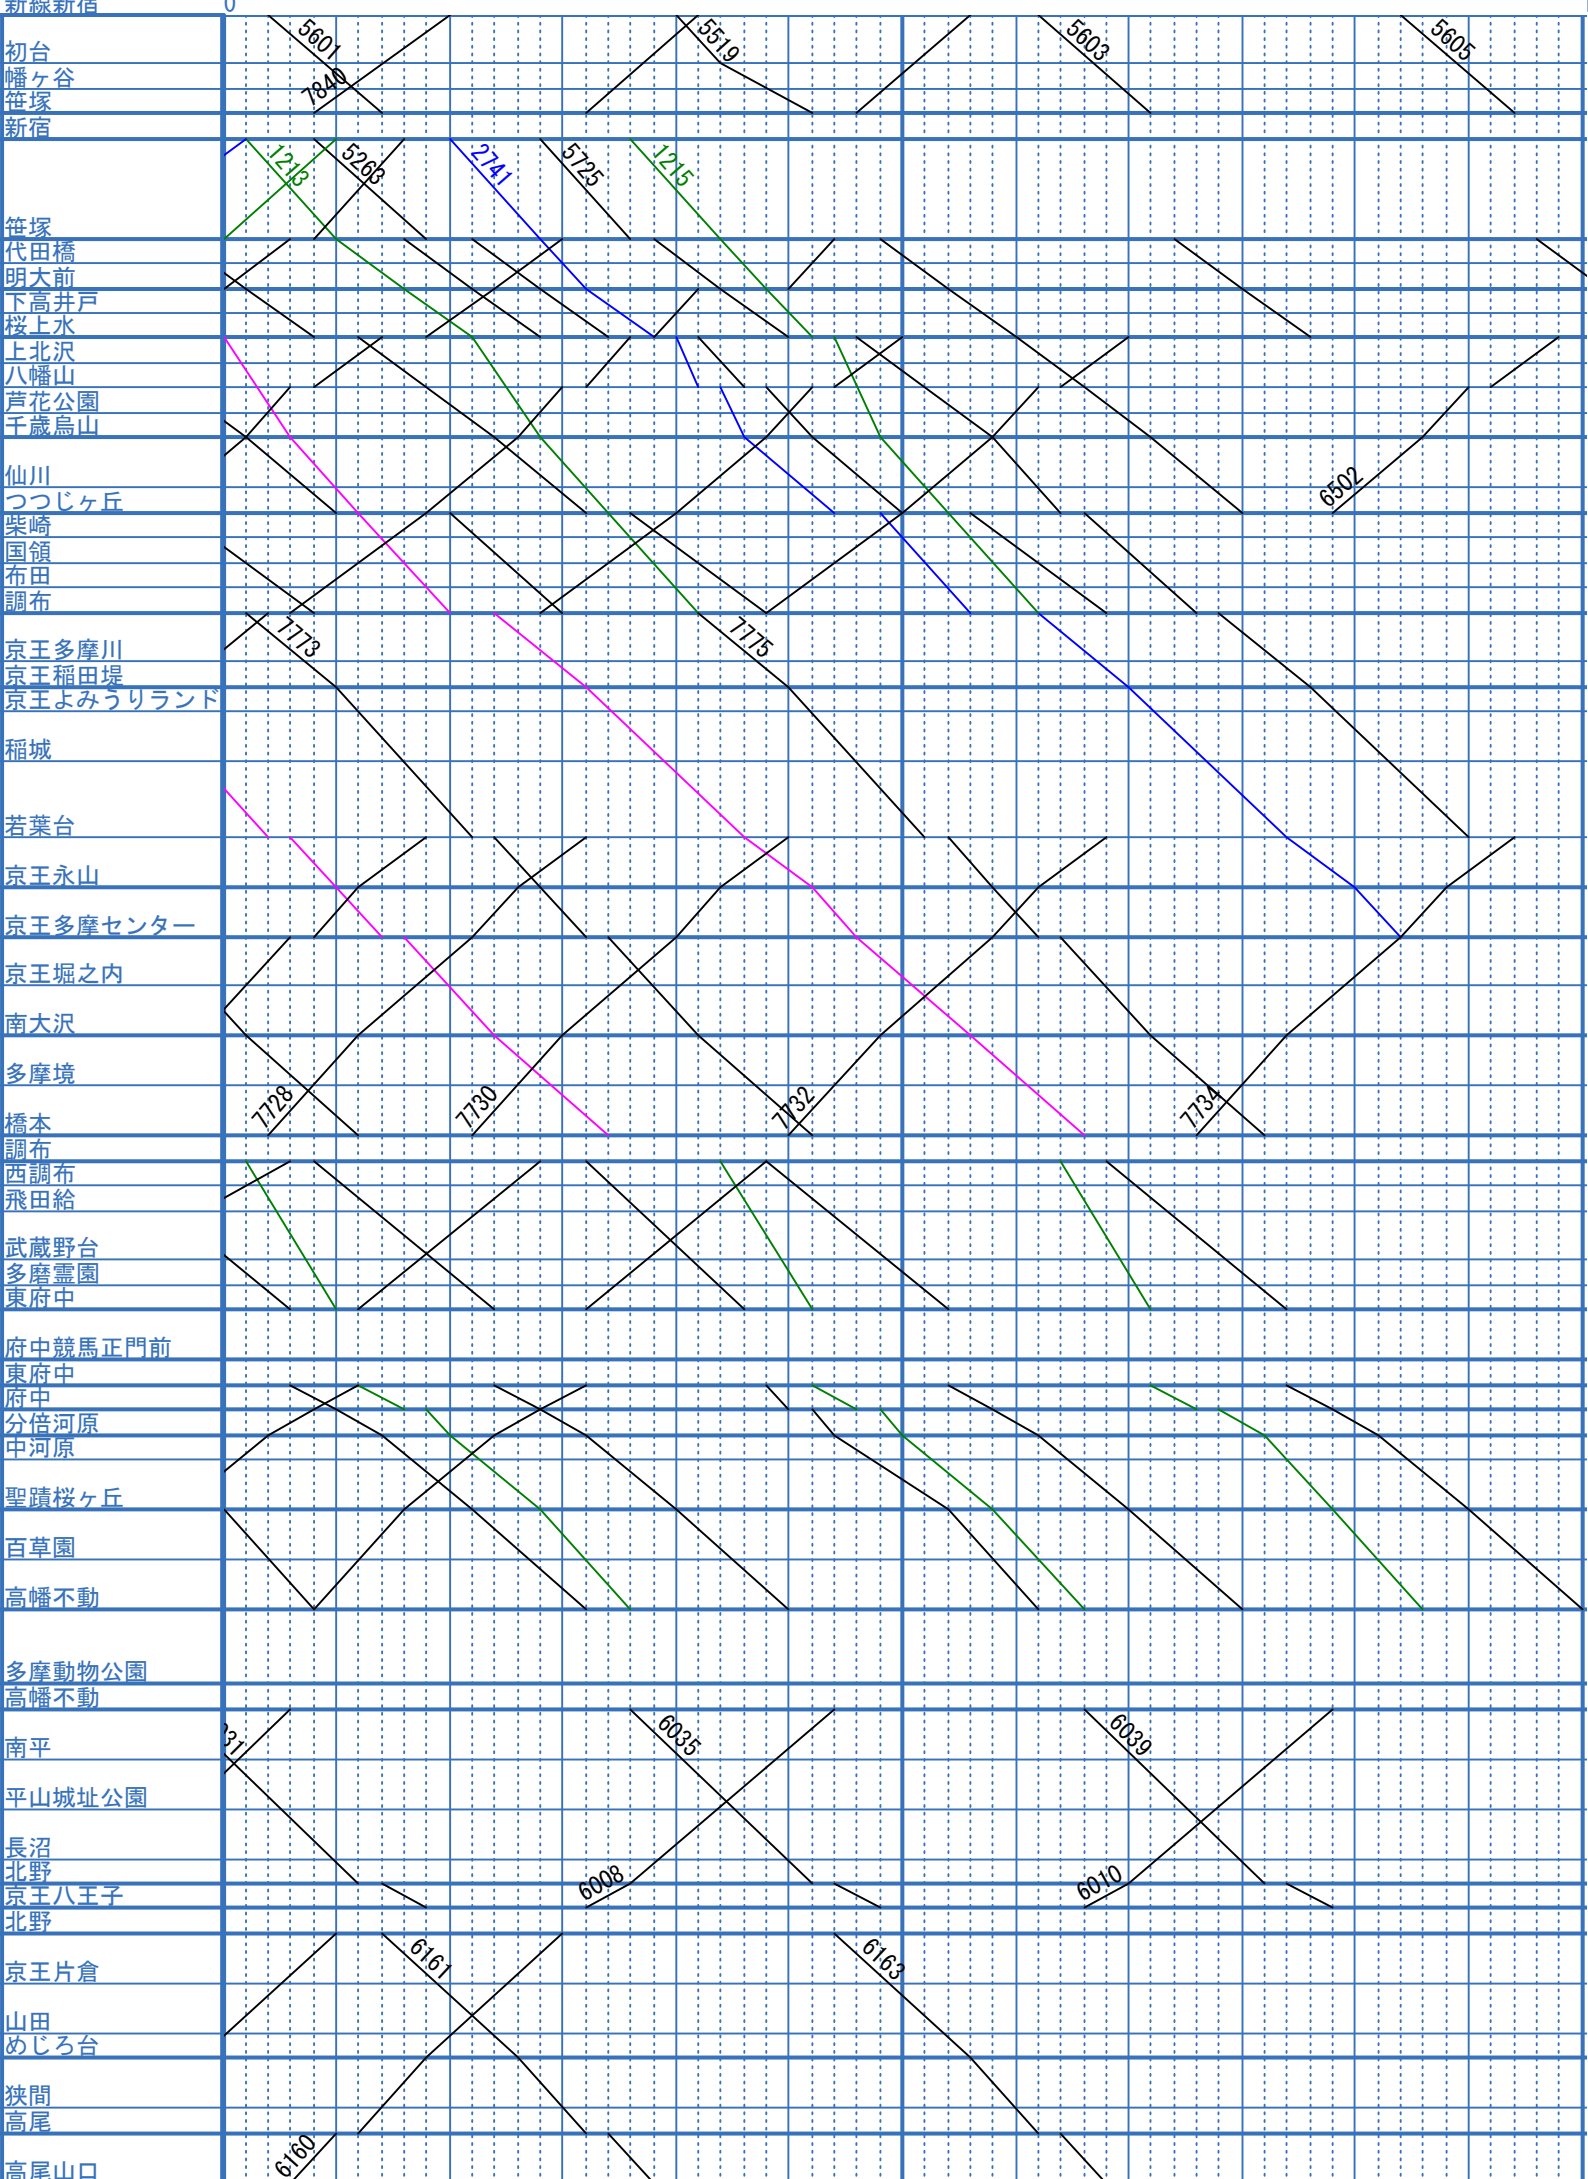 新線新宿 0
5601 5519 5603 5605
初台
幡ヶ谷
7840
笹塚
新宿
1213 5263 2741 5725 1215
笹塚
代田橋
明大前
下高井戸
桜上水
上北沢
八幡山
芦花公園
千歳烏山
仙川
6502
つつじヶ丘
柴崎
国領
布田
調布
7773 7775
京王多摩川
京王稲田堤
京王よみうりランド
稲城
若葉台
京王永山
京王多摩センター
京王堀之内
南大沢
多摩境
7728 7730 7732 7734
橋本
調布
西調布
飛田給
武蔵野台
多磨霊園
東府中
府中競馬正門前
東府中
府中
分倍河原
中河原
聖蹟桜ヶ丘
百草園
高幡不動
多摩動物公園
高幡不動
31 6035 6039
南平
平山城址公園
長沼
北野
6008 6010
京王八王子
北野
6161 6163
京王片倉
山田
めじろ台
狭間
高尾
6160
高尾山口